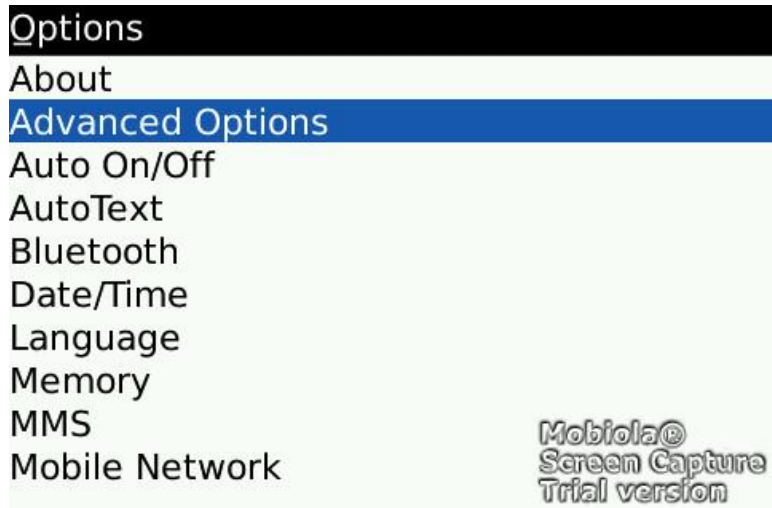 Options
About
Advanced Options
Auto On/Off
AutoText
Bluetooth
Date/Time
Language
Memory
MMS
Mobile Network
Mobiola®
Screen Capture
Trial version